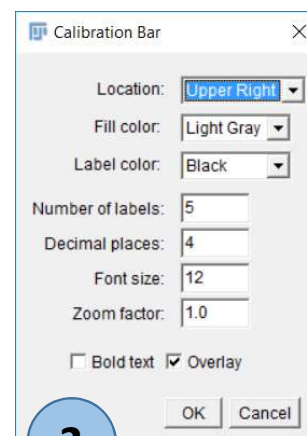 Calibration Bar
Location: Upper Right
Fill color: Light Gray
Label color: Black
Number of labels: 5
Decimal places: 4
Font size: 12
Zoom factor: 1.0
Bold text Overlay
OK Cancel